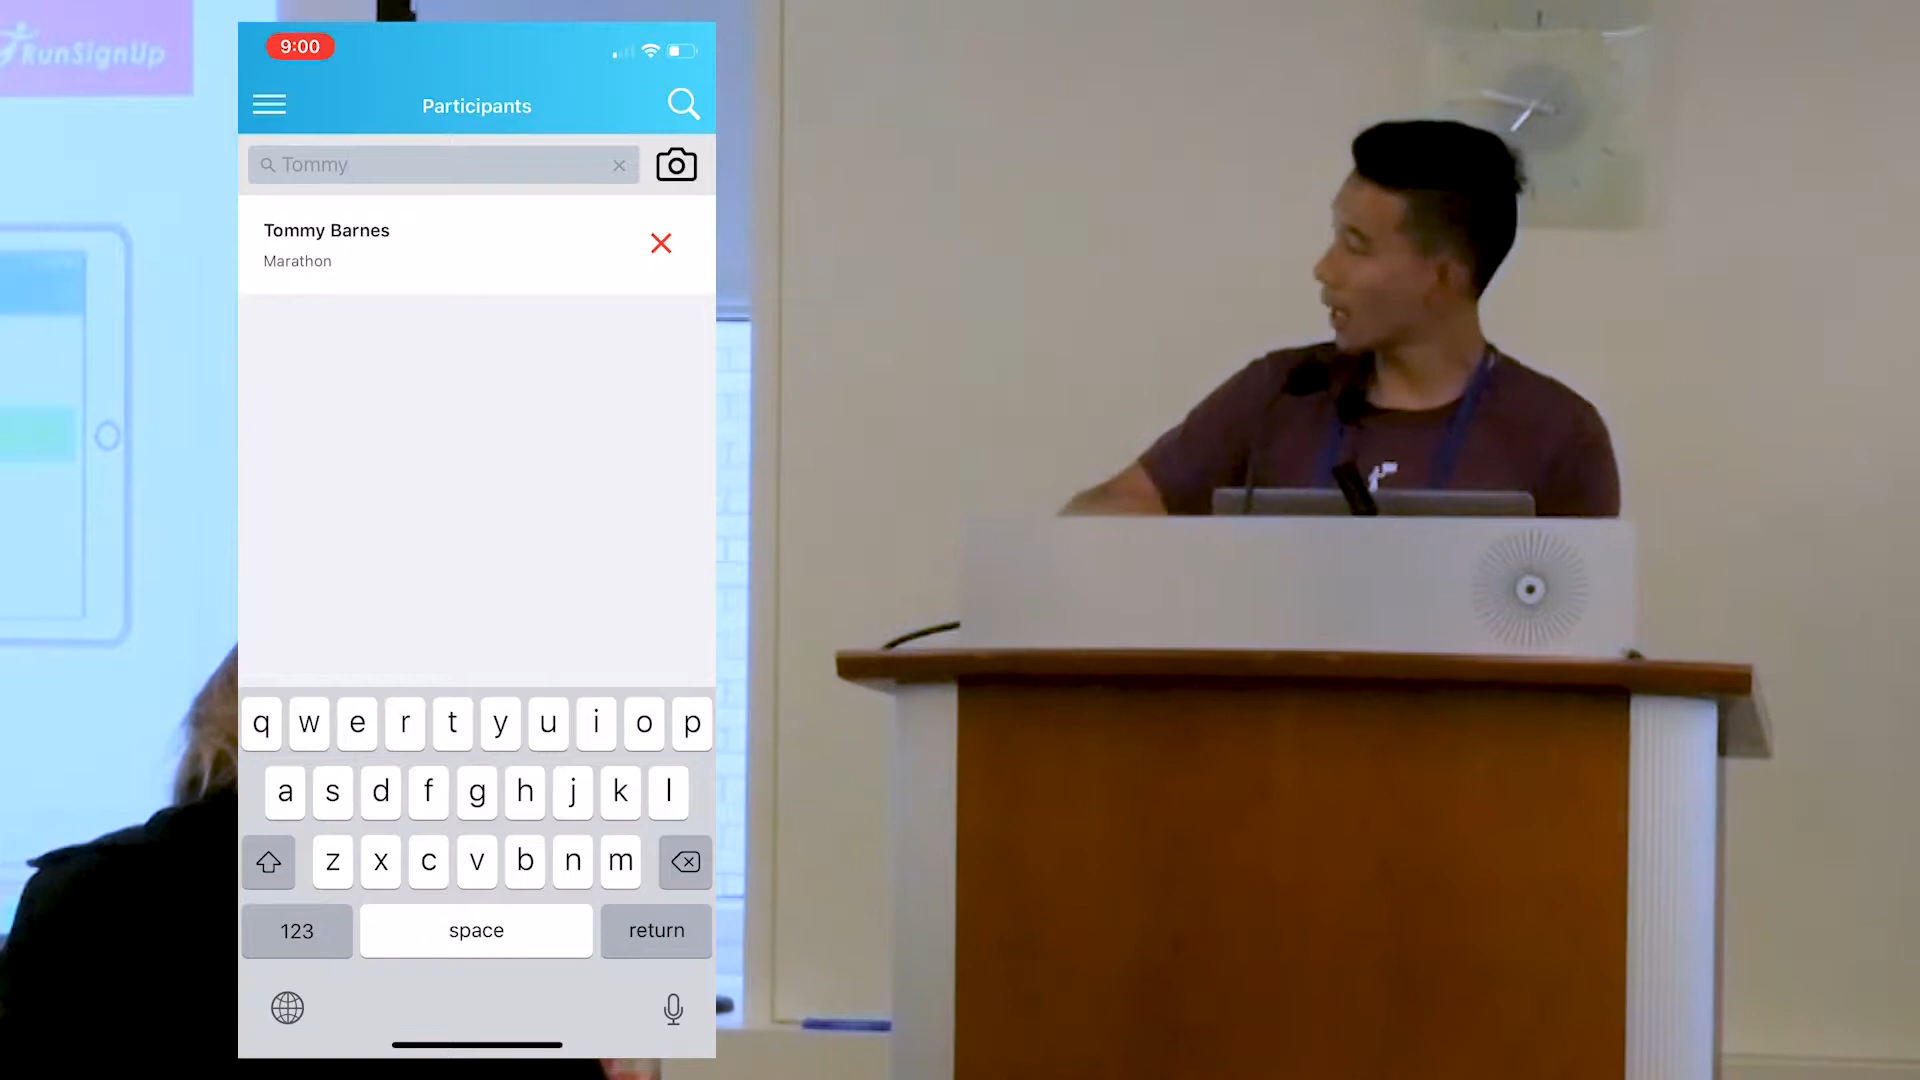 RunSignUp
9:00
Participants
Tommy
Tommy Barnes
Marathon
q w e r t y u i o p
a s d f g h j k l
z x c v b n m
123 space return